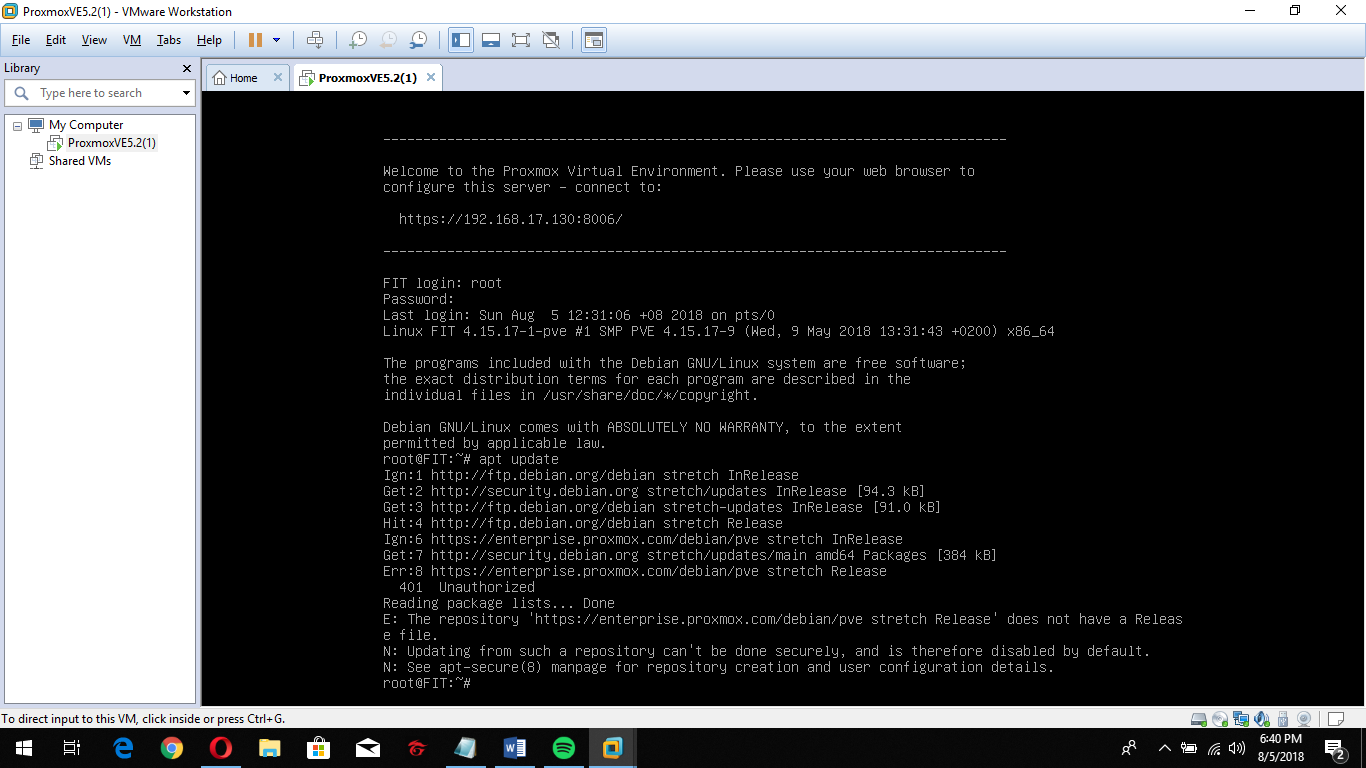 ProxmoxVE5.2(1) - VMware Workstation
File Edit View VM Tabs Help
Library
Type here to search
My Computer
ProxmoxVE5.2(1)
Shared VMs
Home
ProxmoxVE5.2(1)
------------------------------------------------------------------------------
Welcome to the Proxmox Virtual Environment. Please use your web browser to
configure this server - connect to:
https://192.168.17.130:8006/
------------------------------------------------------------------------------
FIT login: root
Password:
Last login: Sun Aug  5 12:31:06 +08 2018 on pts/0
Linux FIT 4.15.17-1-pve #1 SMP PVE 4.15.17-9 (Wed, 9 May 2018 13:31:43 +0200) x86_64
The programs included with the Debian GNU/Linux system are free software;
the exact distribution terms for each program are described in the
individual files in /usr/share/doc/*/copyright.
Debian GNU/Linux comes with ABSOLUTELY NO WARRANTY, to the extent
permitted by applicable law.
root@FIT:~# apt update
Ign:1 http://ftp.debian.org/debian stretch InRelease
Get:2 http://security.debian.org stretch/updates InRelease [94.3 kB]
Get:3 http://ftp.debian.org/debian stretch-updates InRelease [91.0 kB]
Hit:4 http://ftp.debian.org/debian stretch Release
Ign:6 https://enterprise.proxmox.com/debian/pve stretch InRelease
Get:7 http://security.debian.org stretch/updates/main amd64 Packages [384 kB]
Err:8 https://enterprise.proxmox.com/debian/pve stretch Release
  401  Unauthorized
Reading package lists... Done
E: The repository 'https://enterprise.proxmox.com/debian/pve stretch Release' does not have a Releas
e file.
N: Updating from such a repository can't be done securely, and is therefore disabled by default.
N: See apt-secure(8) manpage for repository creation and user configuration details.
root@FIT:~#
To direct input to this VM, click inside or press Ctrl+G.
6:40 PM
8/5/2018
2